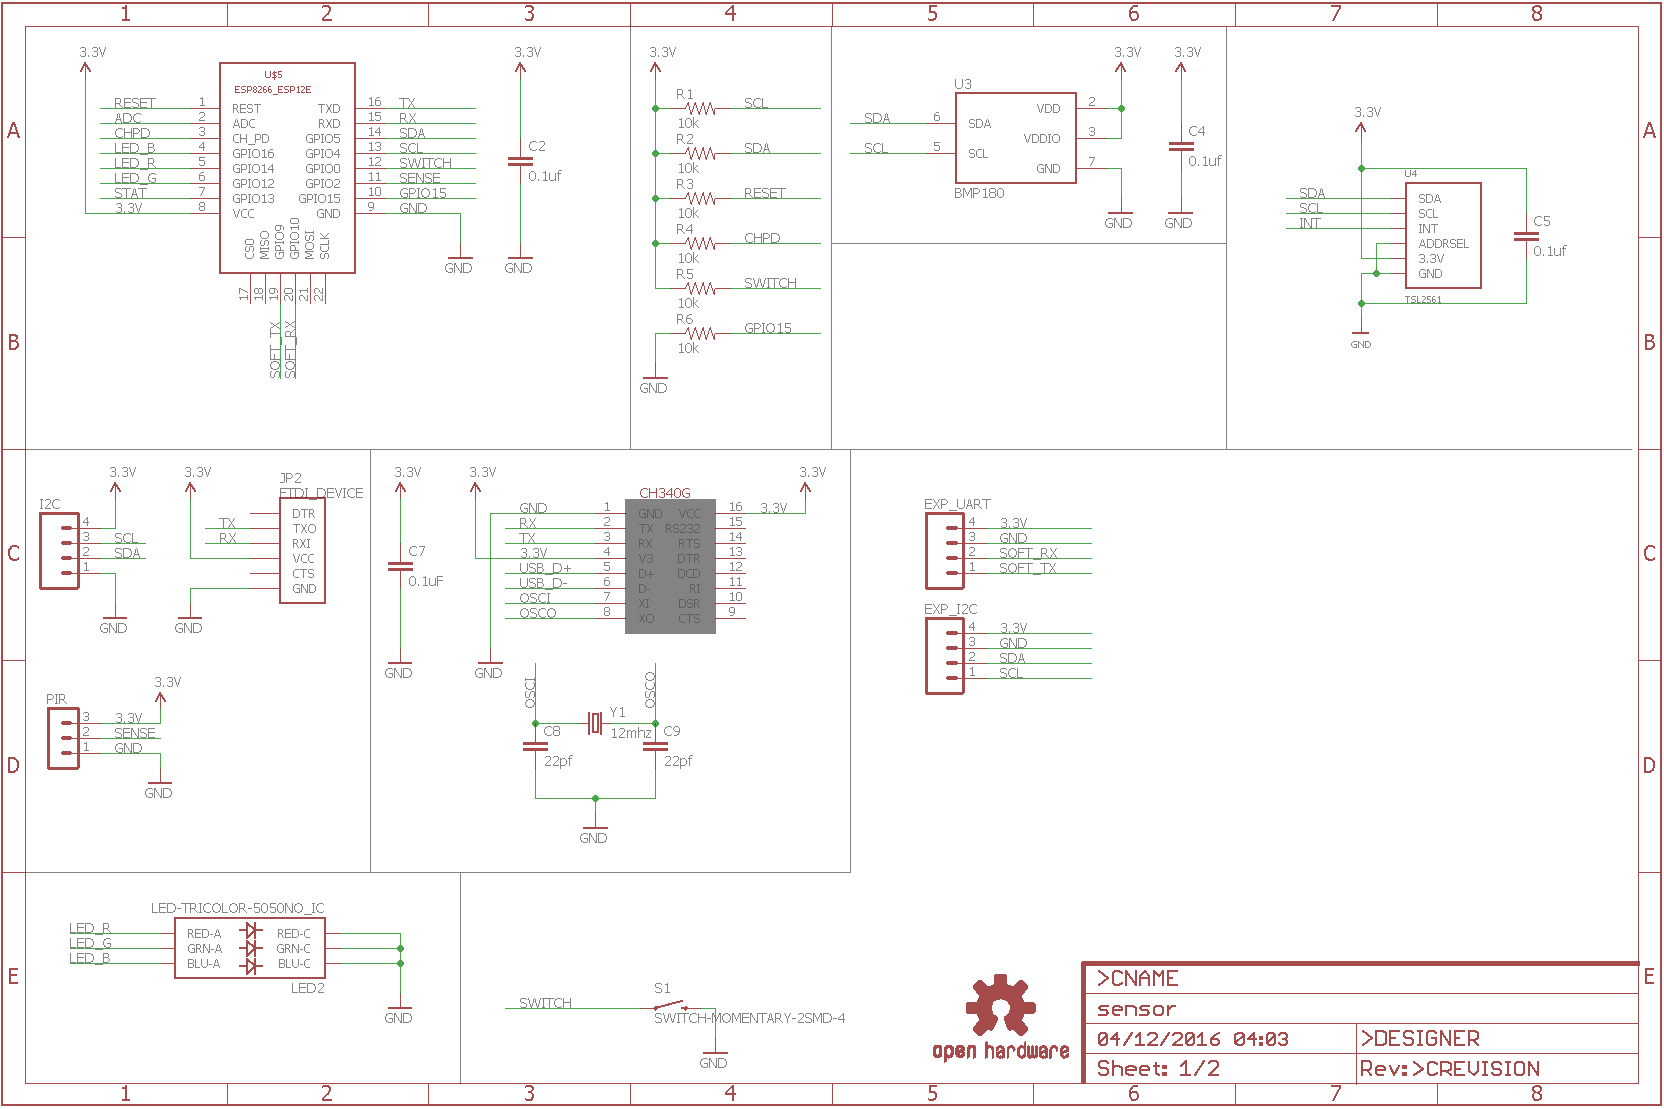 1 2 3 4 5 6 7 8
A
A
B
B
C
C
D
D
E
E
1 2 3 4 5 6 7 8
3.3V
U$5
ESP8266_ESP12E
RESET 1 REST
ADC 2 ADC
CHPD 3 CH_PD
LED_B 4 GPIO16
LED_R 5 GPIO14
LED_G 6 GPIO12
STAT 7 GPIO13
3.3V 8 VCC
TXD 16 TX
RXD 15 RX
GPIO5 14 SDA
GPIO4 13 SCL
GPIO0 12 SWITCH
GPIO2 11 SENSE
GPIO15 10 GPIO15
GND 9 GND
CS0 MISO GPIO9 GPIO10 MOSI SCLK
17 18 19 20 21 22
SOFT_TX
SOFT_RX
GND
3.3V
C2
0.1uf
GND
3.3V
R1 SCL
10k
R2 SDA
10k
R3 RESET
10k
R4 CHPD
10k
R5 SWITCH
10k
R6 GPIO15
10k
GND
U3
SDA 6 SDA
SCL 5 SCL
VDD 2
VDDIO 3
GND 7
BMP180
3.3V
GND
3.3V
C4
0.1uf
GND
3.3V
U4
SDA SDA
SCL SCL
INT INT
ADDRSEL
3.3V
GND
TSL2561
C5
0.1uf
GND
I2C
3.3V
4
3 SCL
2 SDA
1
GND
3.3V
JP2
FTDI_DEVICE
DTR
TX TXO
RX RXI
VCC
CTS
GND
GND
PIR
3.3V
3 3.3V
2 SENSE
1 GND
GND
3.3V
C7
0.1uF
GND
3.3V
CH340G
GND 1 GND
RX 2 TX
TX 3 RX
3.3V 4 V3
USB_D+ 5 D+
USB_D- 6 D-
OSCI 7 XI
OSCO 8 XO
VCC 16 3.3V
RS232 15
RTS 14
DTR 13
DCD 12
RI 11
DSR 10
CTS 9
3.3V
GND
OSCI
OSCO
Y1
12mhz
C8
22pf
C9
22pf
GND
EXP_UART
4 3.3V
3 GND
2 SOFT_RX
1 SOFT_TX
EXP_I2C
4 3.3V
3 GND
2 SDA
1 SCL
LED-TRICOLOR-5050NO_IC
LED_R RED-A RED-C
LED_G GRN-A GRN-C
LED_B BLU-A BLU-C
LED2
GND
SWITCH
S1
SWITCH-MOMENTARY-2SMD-4
GND
open hardware
>CNAME
sensor
04/12/2016 04:03
>DESIGNER
Sheet: 1/2
Rev:>CREVISION